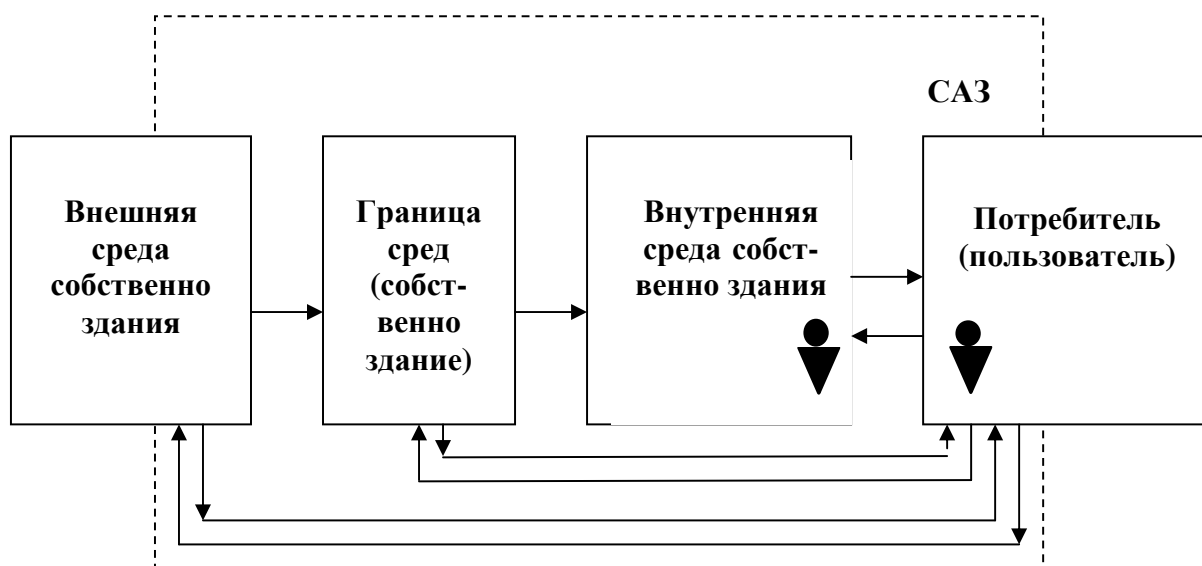 САЗ
Внешняя
среда
собственно
здания
Граница
сред
(собст-
венно
здание)
Внутренняя
среда собст-
венно здания
Потребитель
(пользователь)